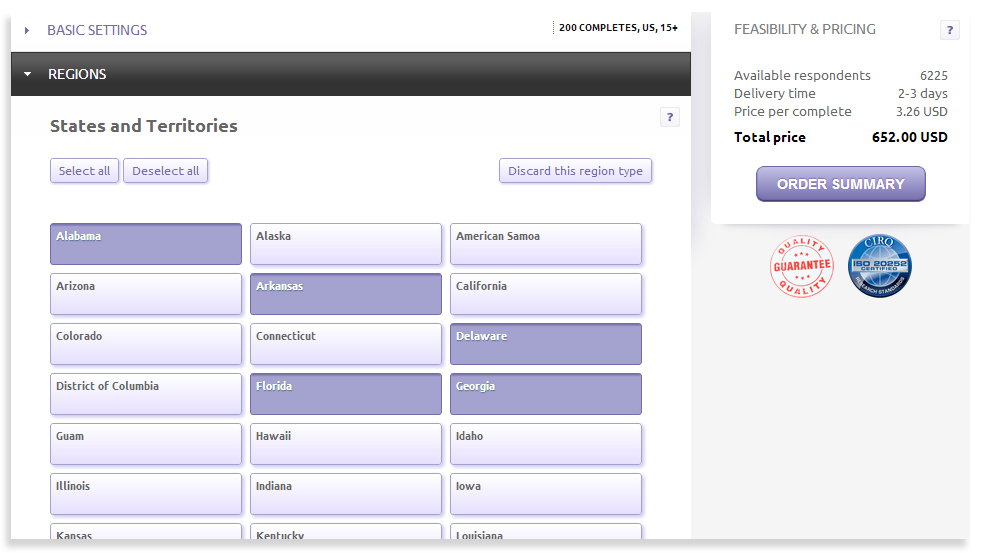 BASIC SETTINGS
200 COMPLETES, US, 15+
REGIONS
States and Territories
?
Select all
Deselect all
Discard this region type
Alabama
Alaska
American Samoa
Arizona
Arkansas
California
Colorado
Connecticut
Delaware
District of Columbia
Florida
Georgia
Guam
Hawaii
Idaho
Illinois
Indiana
Iowa
Kansas
Kentucky
Louisiana
FEASIBILITY & PRICING
?
Available respondents 6225
Delivery time 2-3 days
Price per complete 3.26 USD
Total price 652.00 USD
ORDER SUMMARY
QUALITY
GUARANTEE
QUALITY
CIRQ
ISO 20252
CERTIFIED
RESEARCH STANDARDS